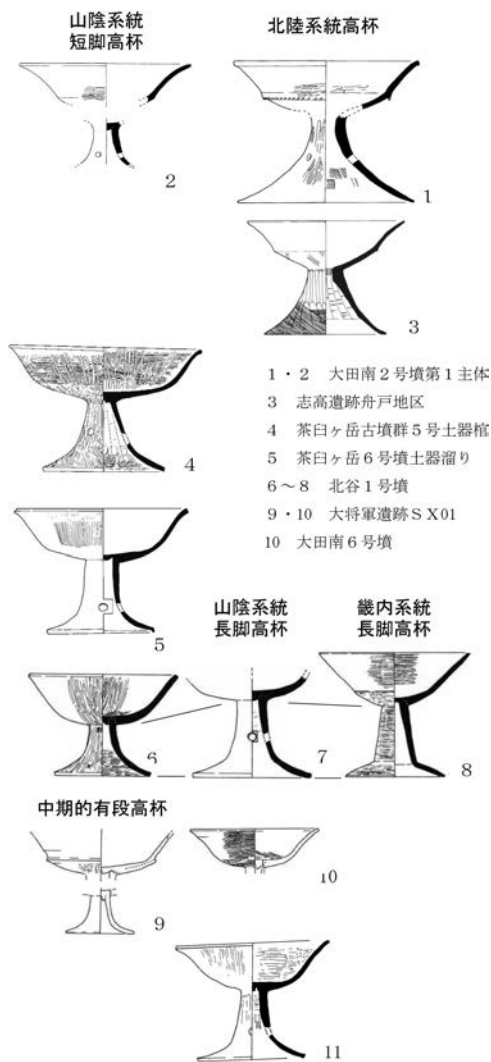 山陰系統
短脚高杯
北陸系統高杯
2
1
3
1・2 大田南2号墳第1主体
3 志高遺跡舟戸地区
4 茶臼ヶ岳古墳群5号土器棺
5 茶臼ヶ岳6号墳土器溜り
6～8 北谷1号墳
9・10 大将軍遺跡SX01
10 大田南6号墳
4
5
山陰系統
長脚高杯
畿内系統
長脚高杯
6
7
8
中期的有段高杯
9
10
11